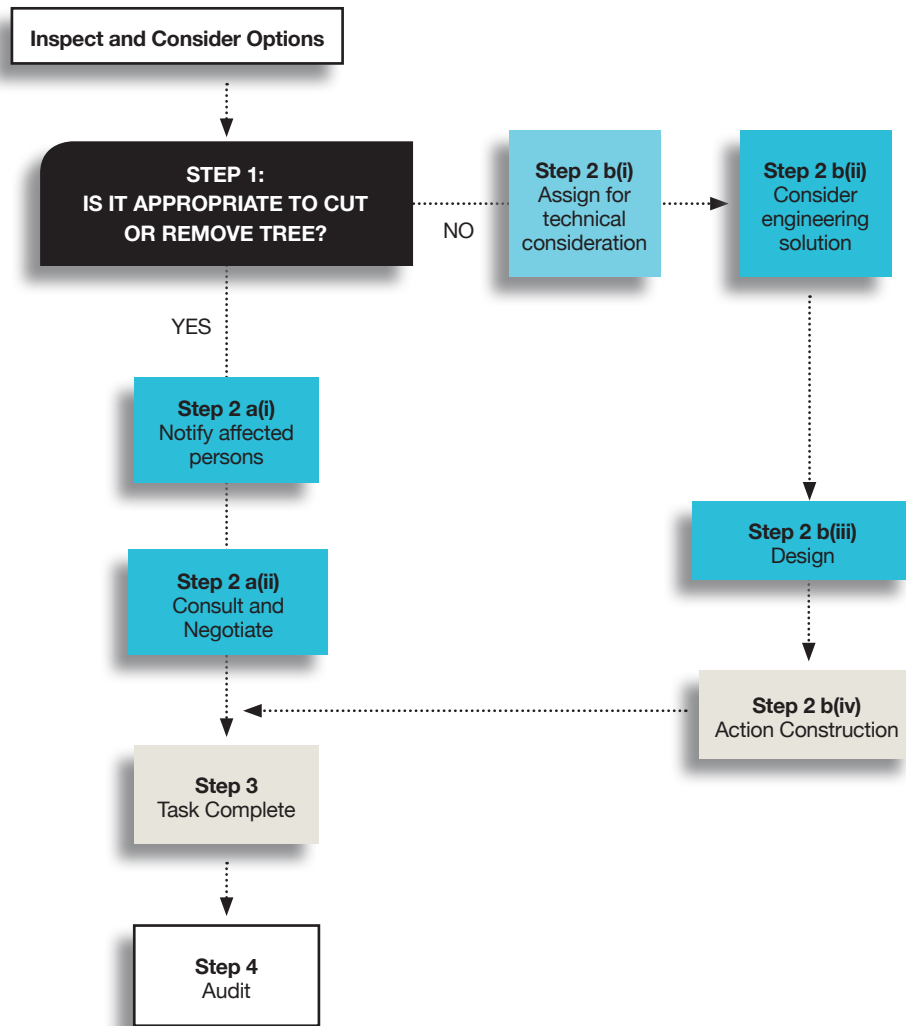 Inspect and Consider Options
STEP 1:
IS IT APPROPRIATE TO CUT
OR REMOVE TREE?
NO
Step 2 b(i)
Assign for
technical
consideration
Step 2 b(ii)
Consider
engineering
solution
YES
Step 2 a(i)
Notify affected
persons
Step 2 a(ii)
Consult and
Negotiate
Step 2 b(iii)
Design
Step 2 b(iv)
Action Construction
Step 3
Task Complete
Step 4
Audit